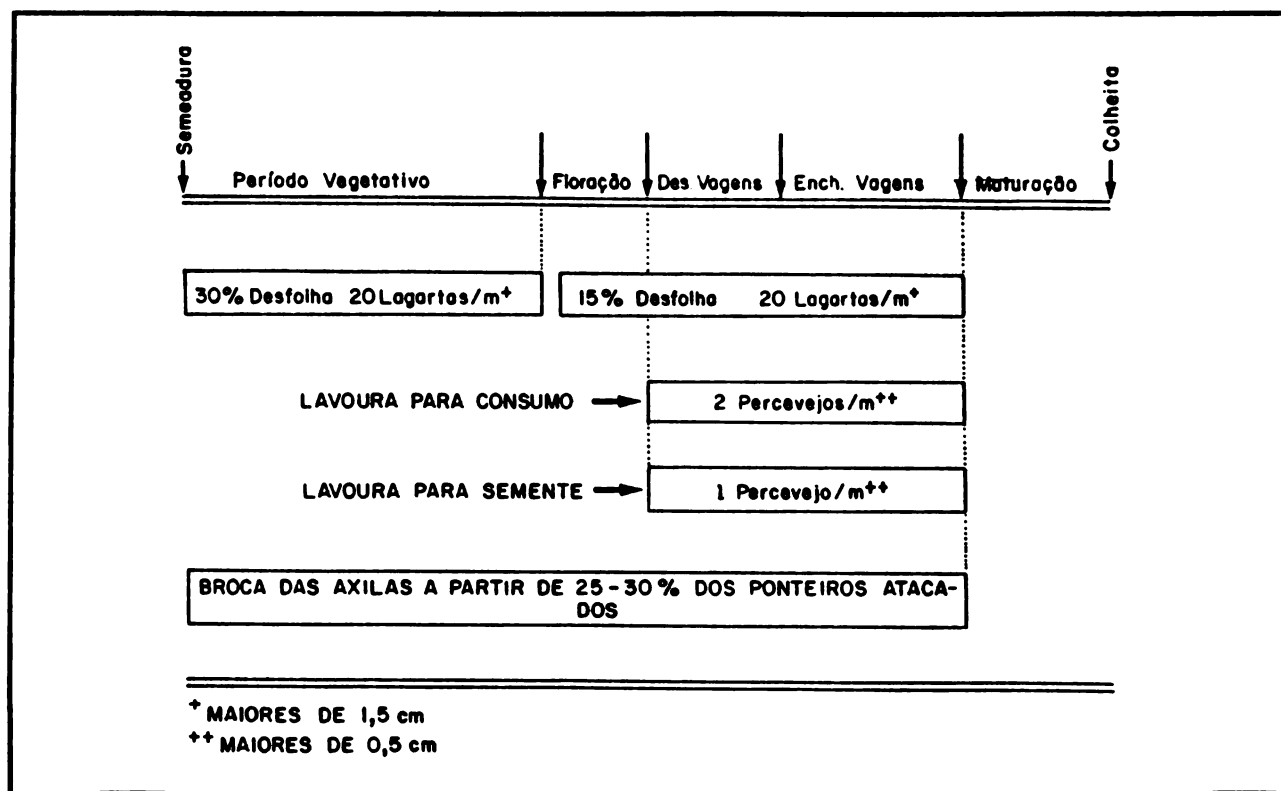 Semeadura
Colheita
Período Vegetativo
Floração
Des. Vagens
Ench. Vagens
Maturação
30% Desfolha 20 Lagartas/m+
15% Desfolha 20 Lagartas/m+
LAVOURA PARA CONSUMO
2 Percevejos/m++
LAVOURA PARA SEMENTE
1 Percevejo/m++
BROCA DAS AXILAS A PARTIR DE 25-30% DOS PONTEIROS ATACA-
DOS
+ MAIORES DE 1,5 cm
++ MAIORES DE 0,5 cm